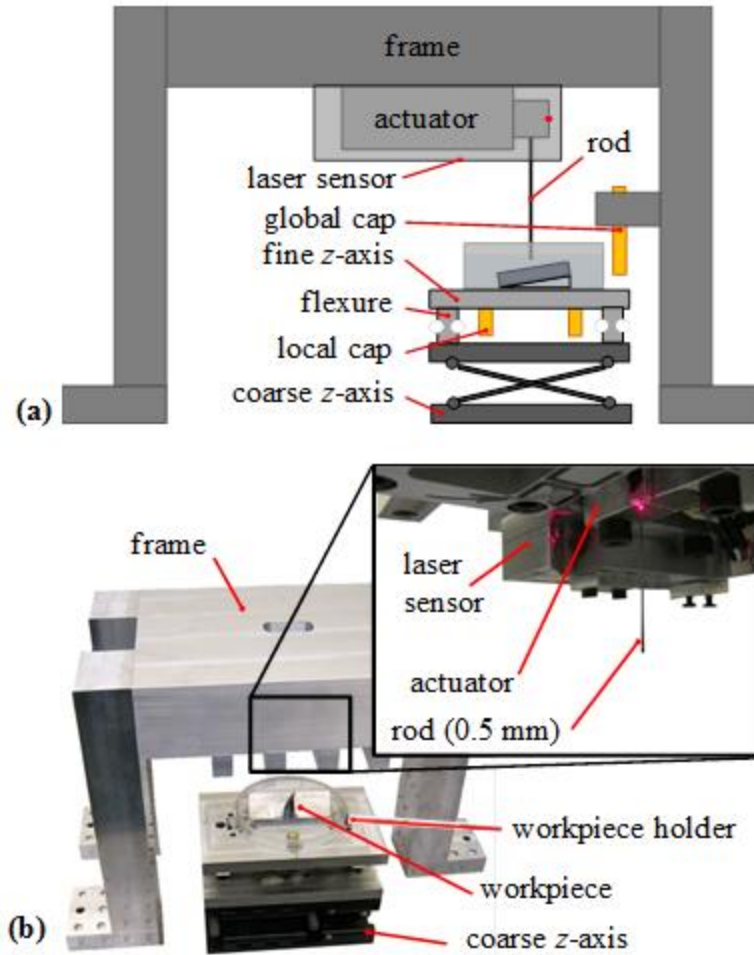 frame
actuator
rod
laser sensor
global cap
fine z-axis
flexure
local cap
coarse z-axis
(a)
frame
laser
sensor
actuator
rod (0.5 mm)
workpiece holder
workpiece
coarse z-axis
(b)